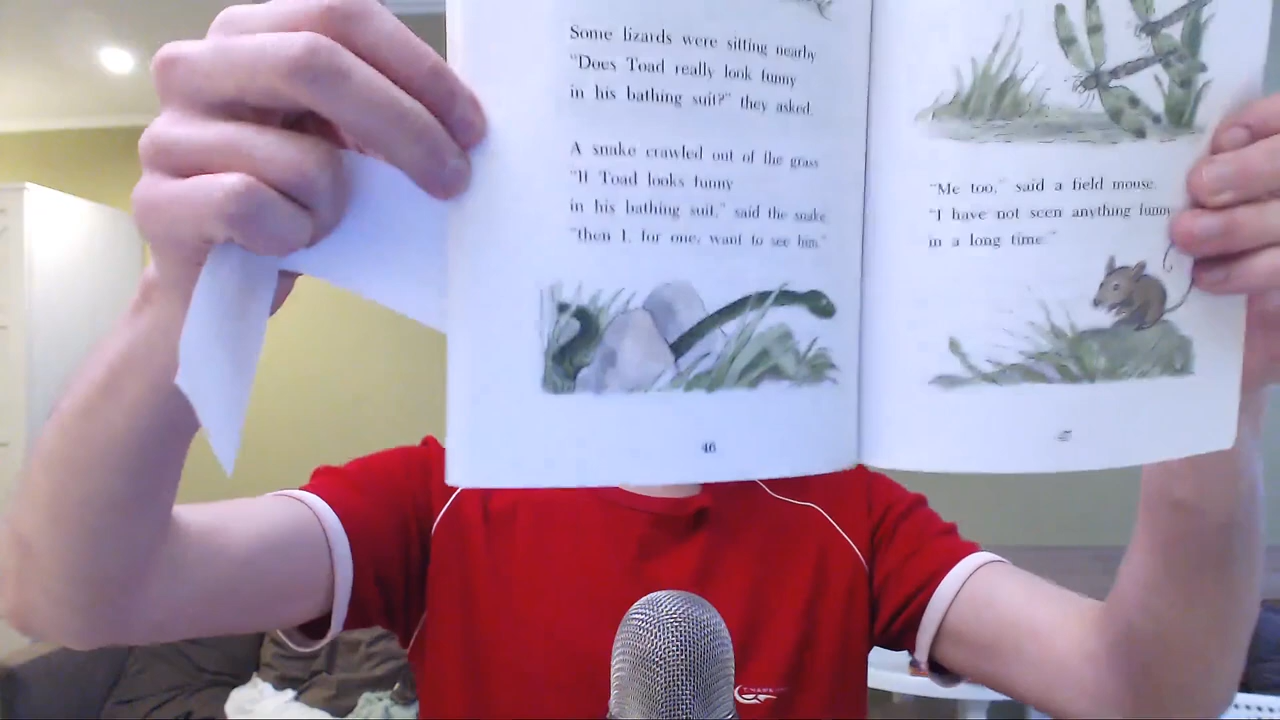 Some lizards were sitting nearby
"Does Toad really look funny
in his bathing suit?" they asked.
A snake crawled out of the grass
"If Toad looks funny
in his bathing suit," said the snake
"then I, for one, want to see him."
46
"Me too," said a field mouse.
"I have not seen anything funny
in a long time."